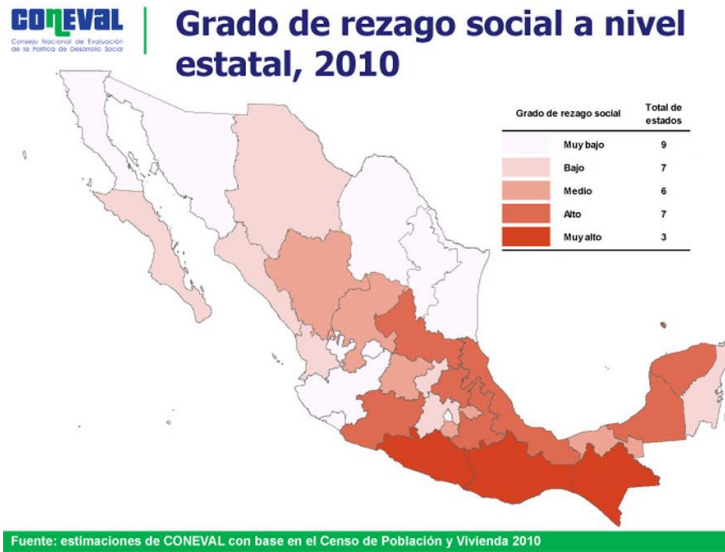 CONEVAL
Consejo Nacional de Evaluación
de la Política de Desarrollo Social
Grado de rezago social a nivel
estatal, 2010
Grado de rezago social Total de estados
Muy bajo 9
Bajo 7
Medio 6
Alto 7
Muy alto 3
Fuente: estimaciones de CONEVAL con base en el Censo de Población y Vivienda 2010